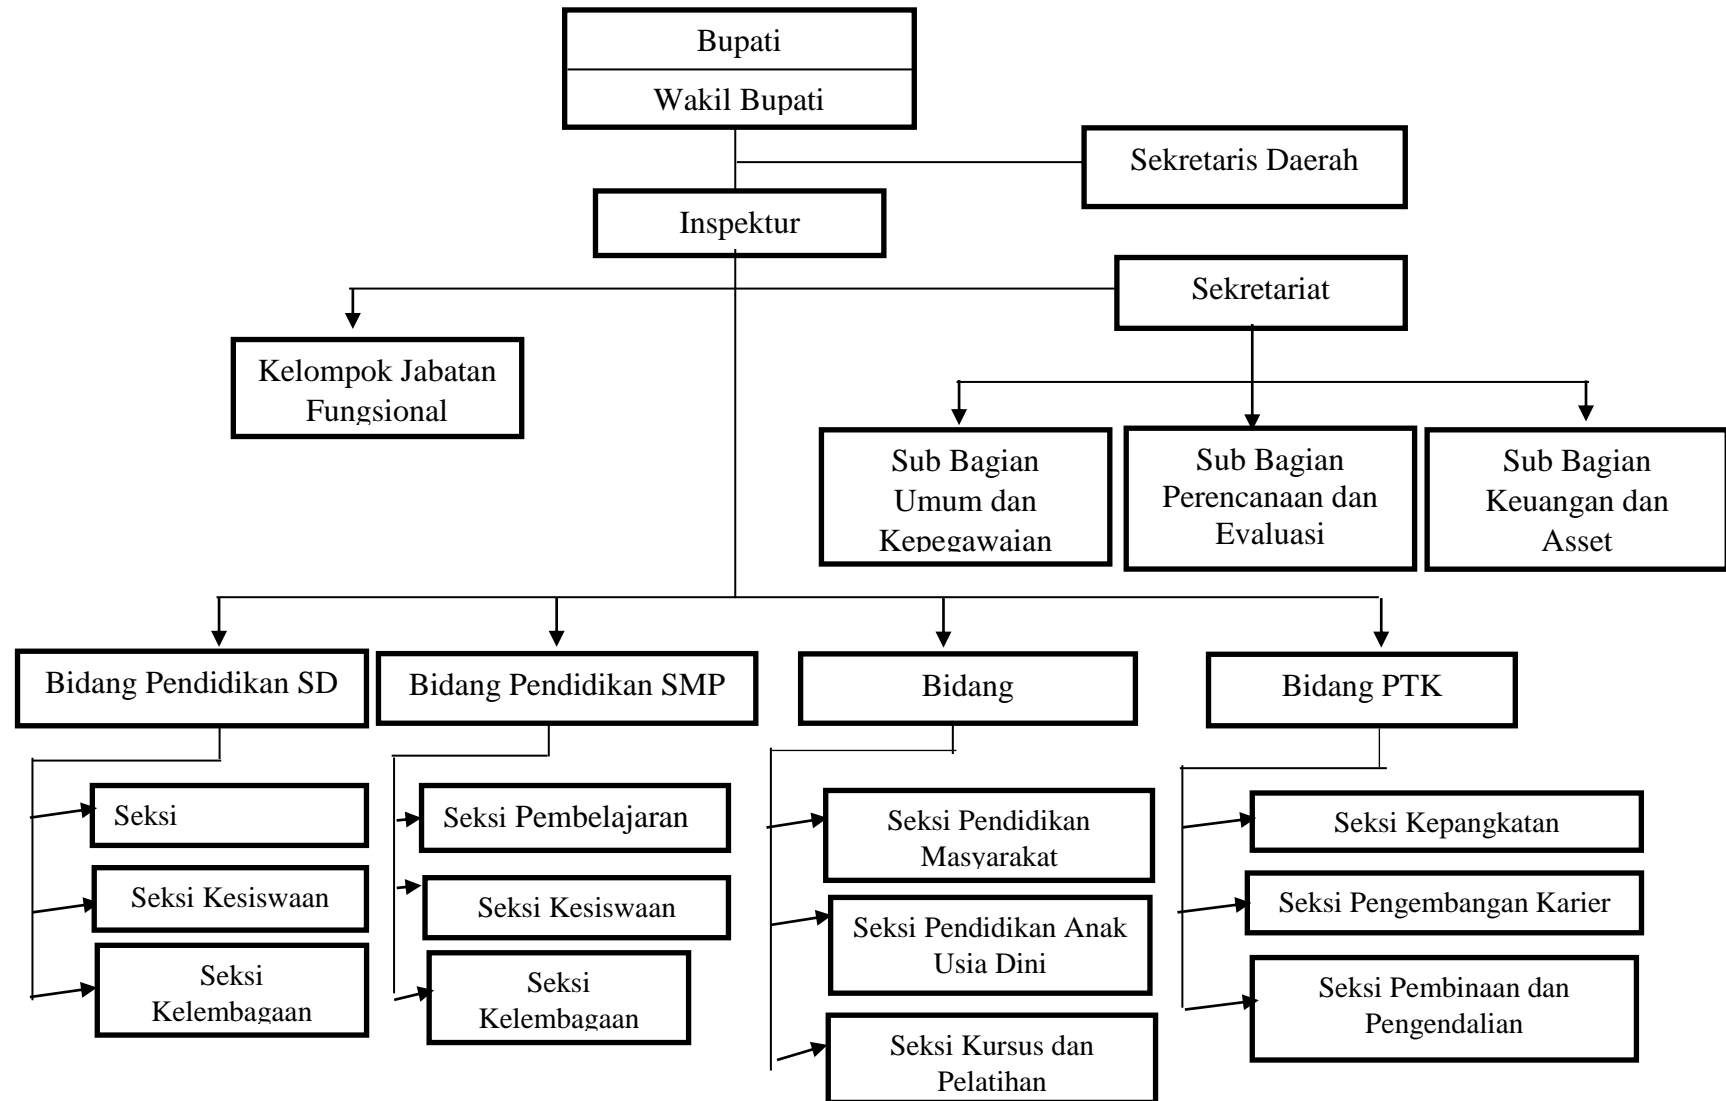 Bupati
Wakil Bupati
Sekretaris Daerah
Inspektur
Sekretariat
Kelompok Jabatan
Fungsional
Sub Bagian
Umum dan
Kepegawaian
Sub Bagian
Perencanaan dan
Evaluasi
Sub Bagian
Keuangan dan
Asset
Bidang Pendidikan SD
Bidang Pendidikan SMP
Bidang
Bidang PTK
Seksi
Seksi Kesiswaan
Seksi
Kelembagaan
Seksi Pembelajaran
Seksi Kesiswaan
Seksi
Kelembagaan
Seksi Pendidikan
Masyarakat
Seksi Pendidikan Anak
Usia Dini
Seksi Kursus dan
Pelatihan
Seksi Kepangkatan
Seksi Pengembangan Karier
Seksi Pembinaan dan
Pengendalian